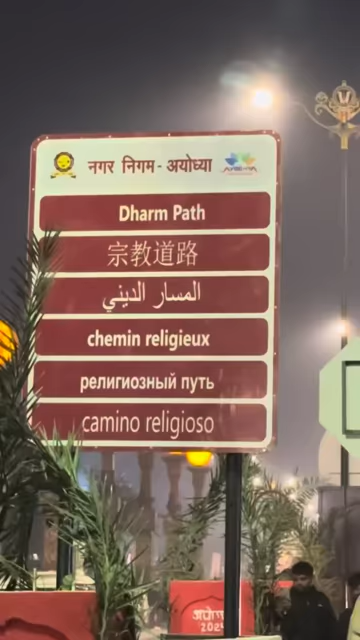 नगर निगम - अयोध्या
Dharm Path
宗教道路
المسار الديني
chemin religieux
религиозный путь
camino religioso